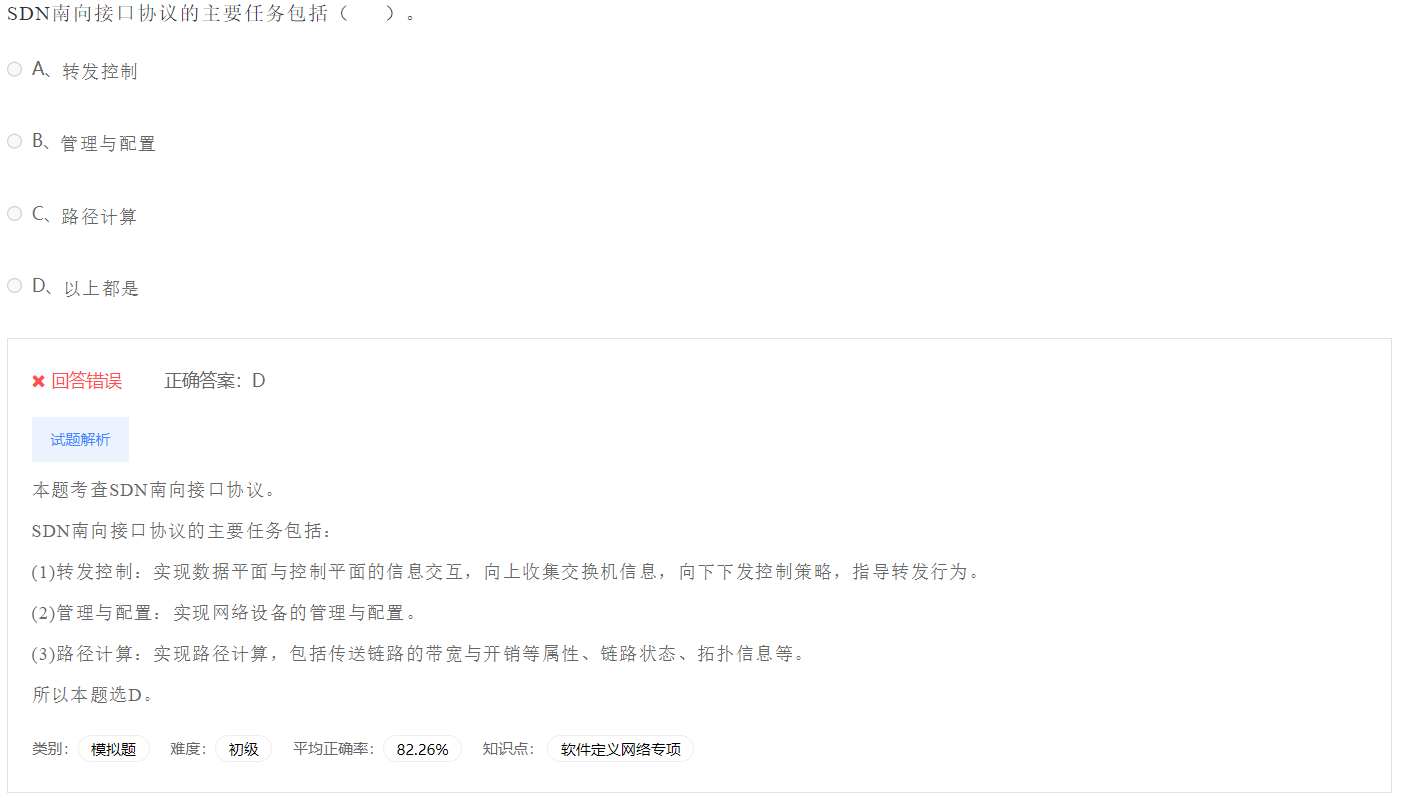 SDN南向接口协议的主要任务包括（　　）。
A、转发控制
B、管理与配置
C、路径计算
D、以上都是
回答错误 正确答案：D
试题解析
本题考查SDN南向接口协议。
SDN南向接口协议的主要任务包括：
(1)转发控制：实现数据平面与控制平面的信息交互，向上收集交换机信息，向下下发控制策略，指导转发行为。
(2)管理与配置：实现网络设备的管理与配置。
(3)路径计算：实现路径计算，包括传送链路的带宽与开销等属性、链路状态、拓扑信息等。
所以本题选D。
类别： 模拟题 难度： 初级 平均正确率： 82.26% 知识点： 软件定义网络专项